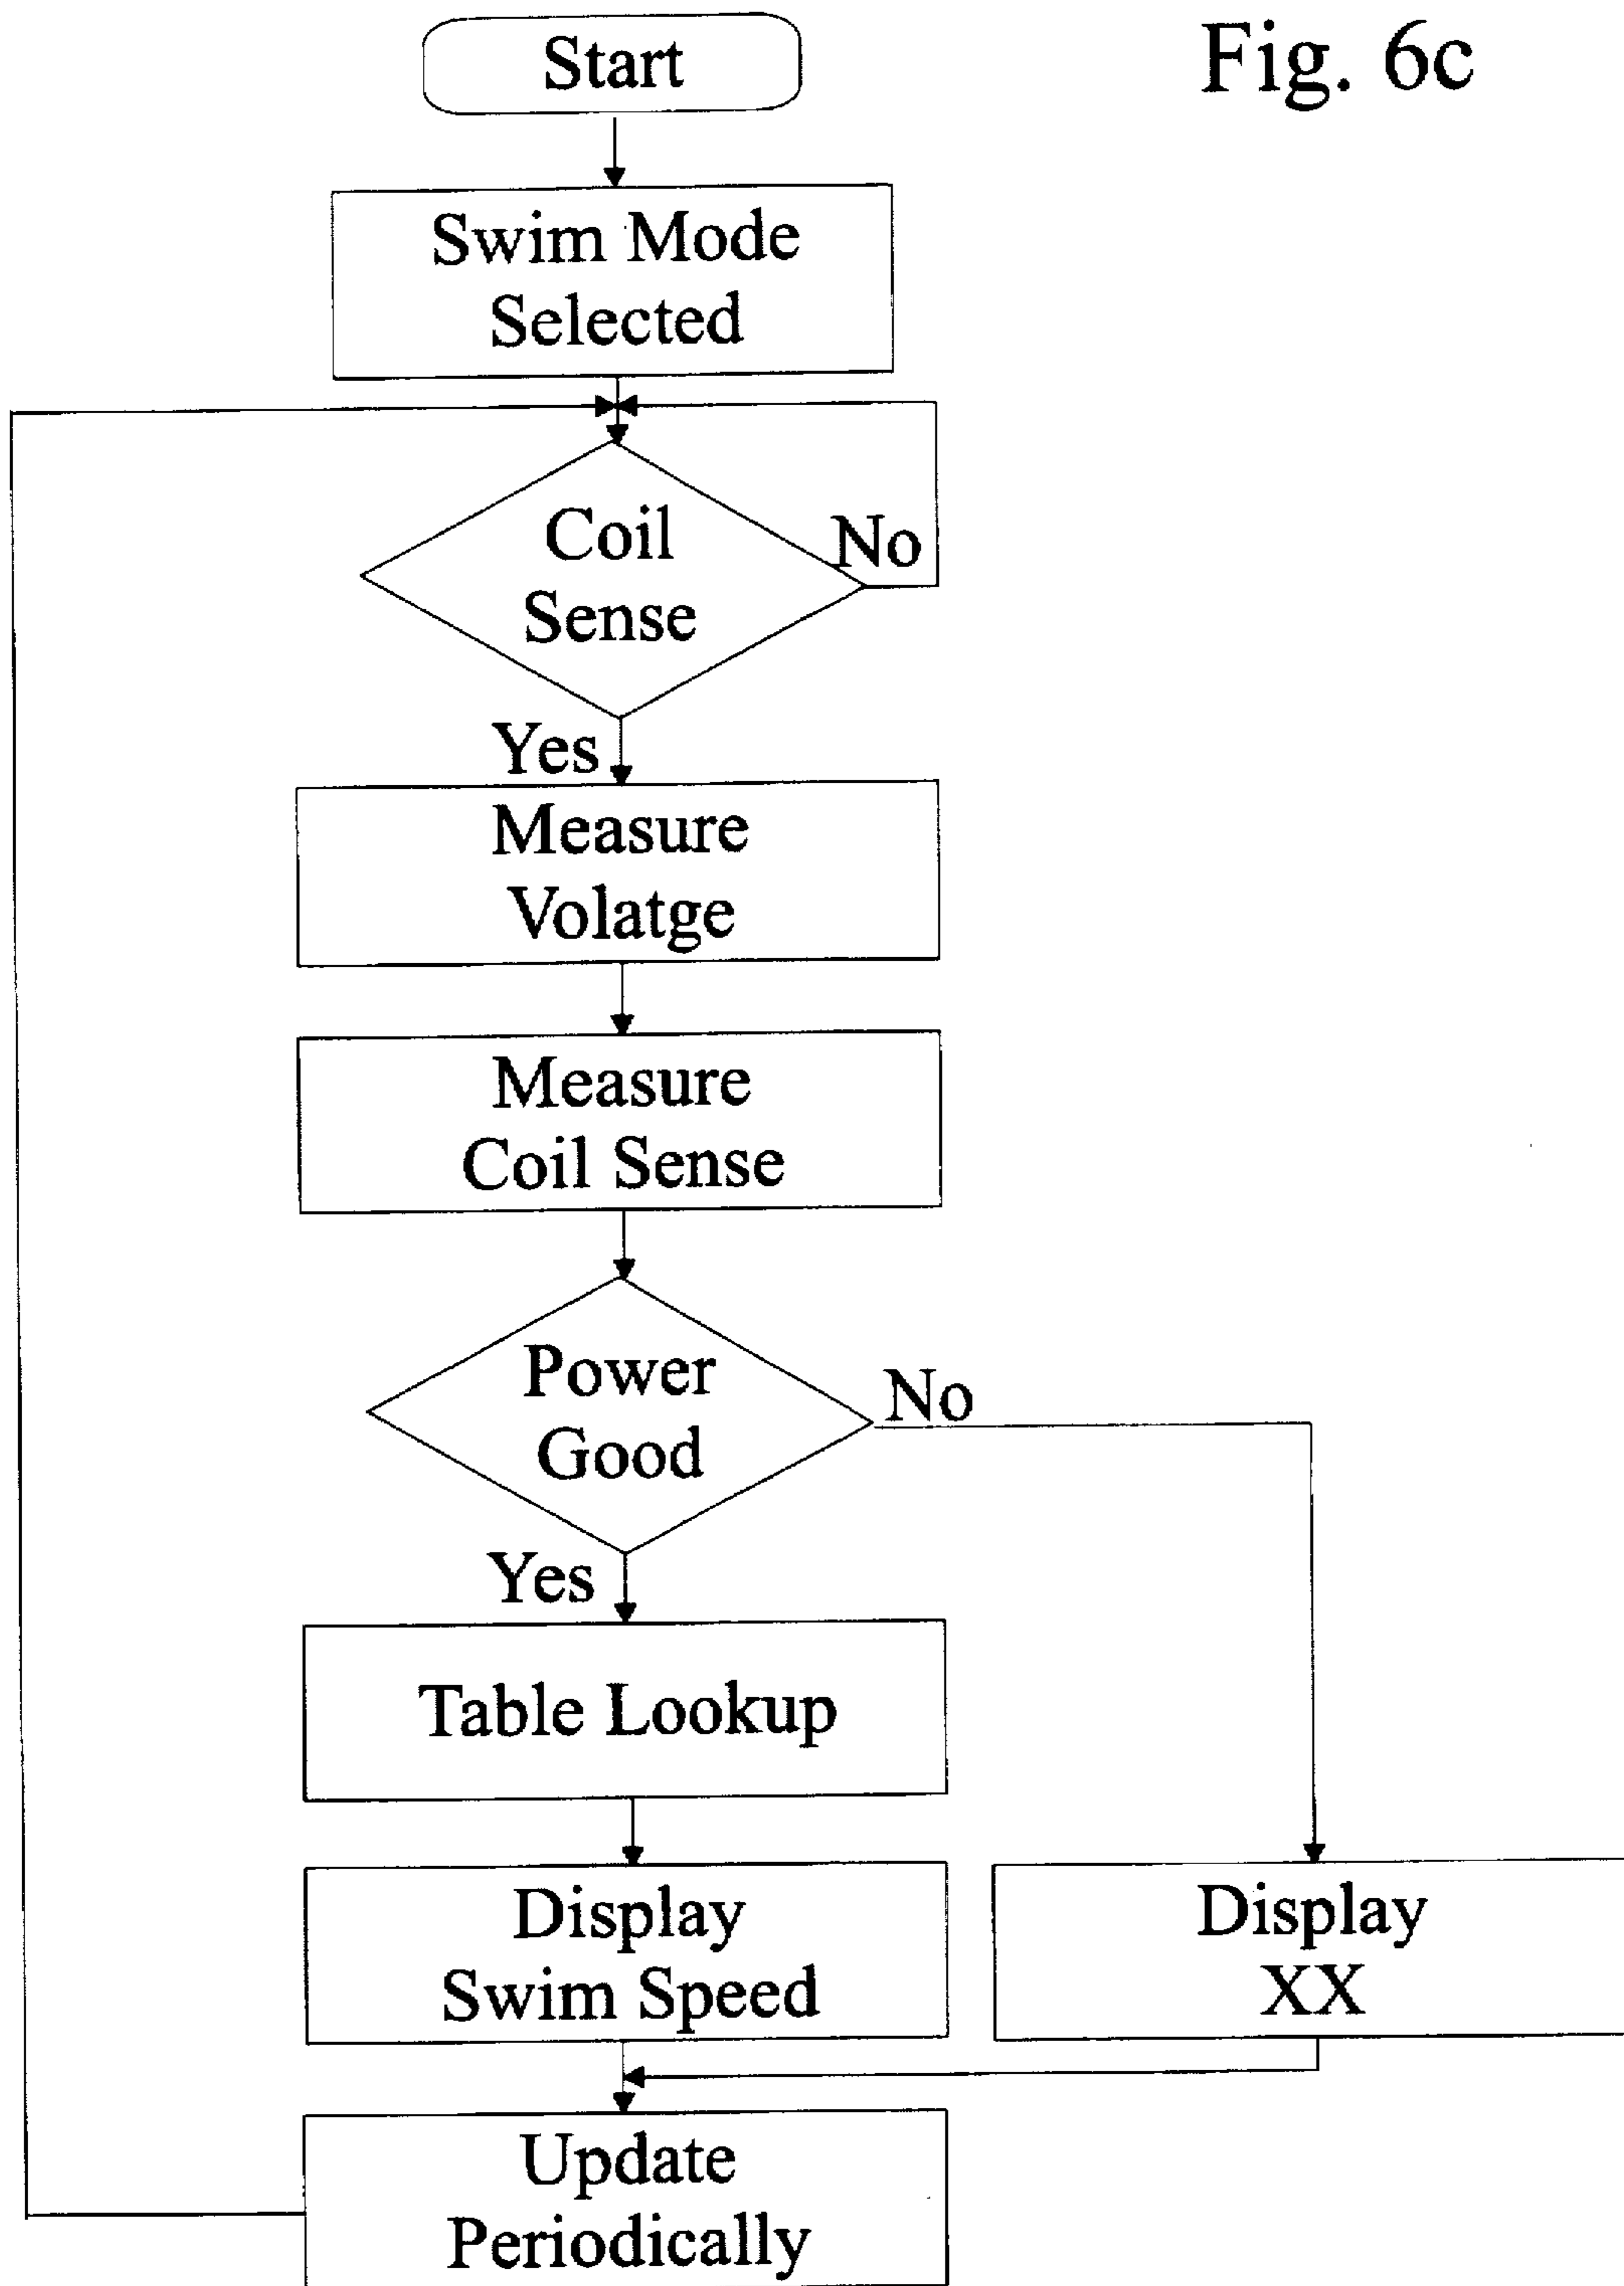 Fig. 6c
Start
Swim Mode
Selected
Coil
Sense
No
Yes
Measure
Volatge
Measure
Coil Sense
Power
Good
No
Yes
Table Lookup
Display
Swim Speed
Display
XX
Update
Periodically